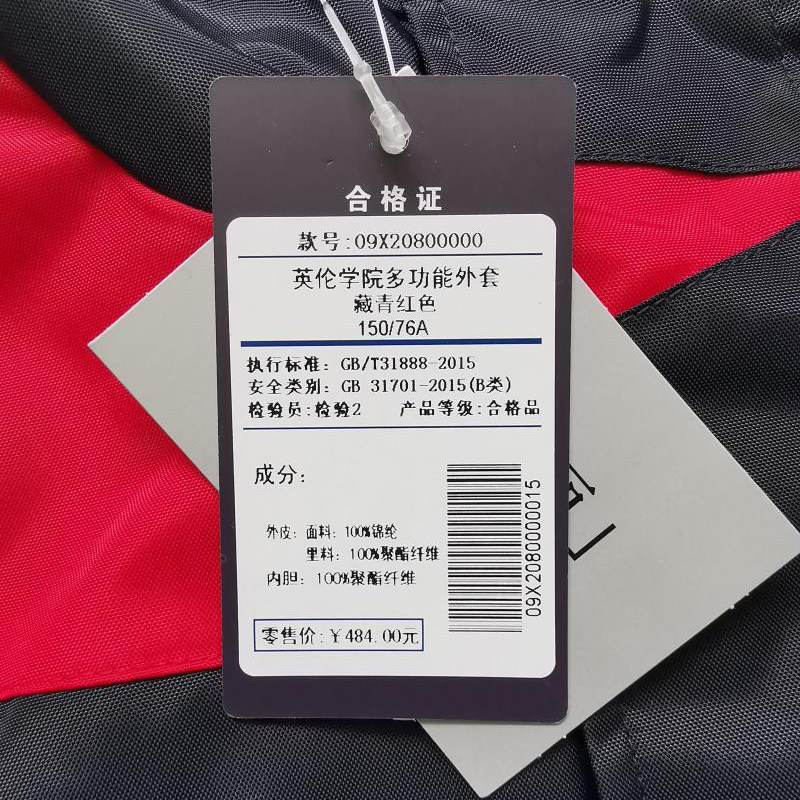 合格证
款号:09X20800000
英伦学院多功能外套
藏青红色
150/76A
执行标准: GB/T31888-2015
安全类别: GB 31701-2015(B类)
检验员:检验2 产品等级:合格品
成分:
外皮: 面料: 100%锦纶
里料: 100%聚酯纤维
内胆: 100%聚酯纤维
零售价:￥484.00元
09X2080000015